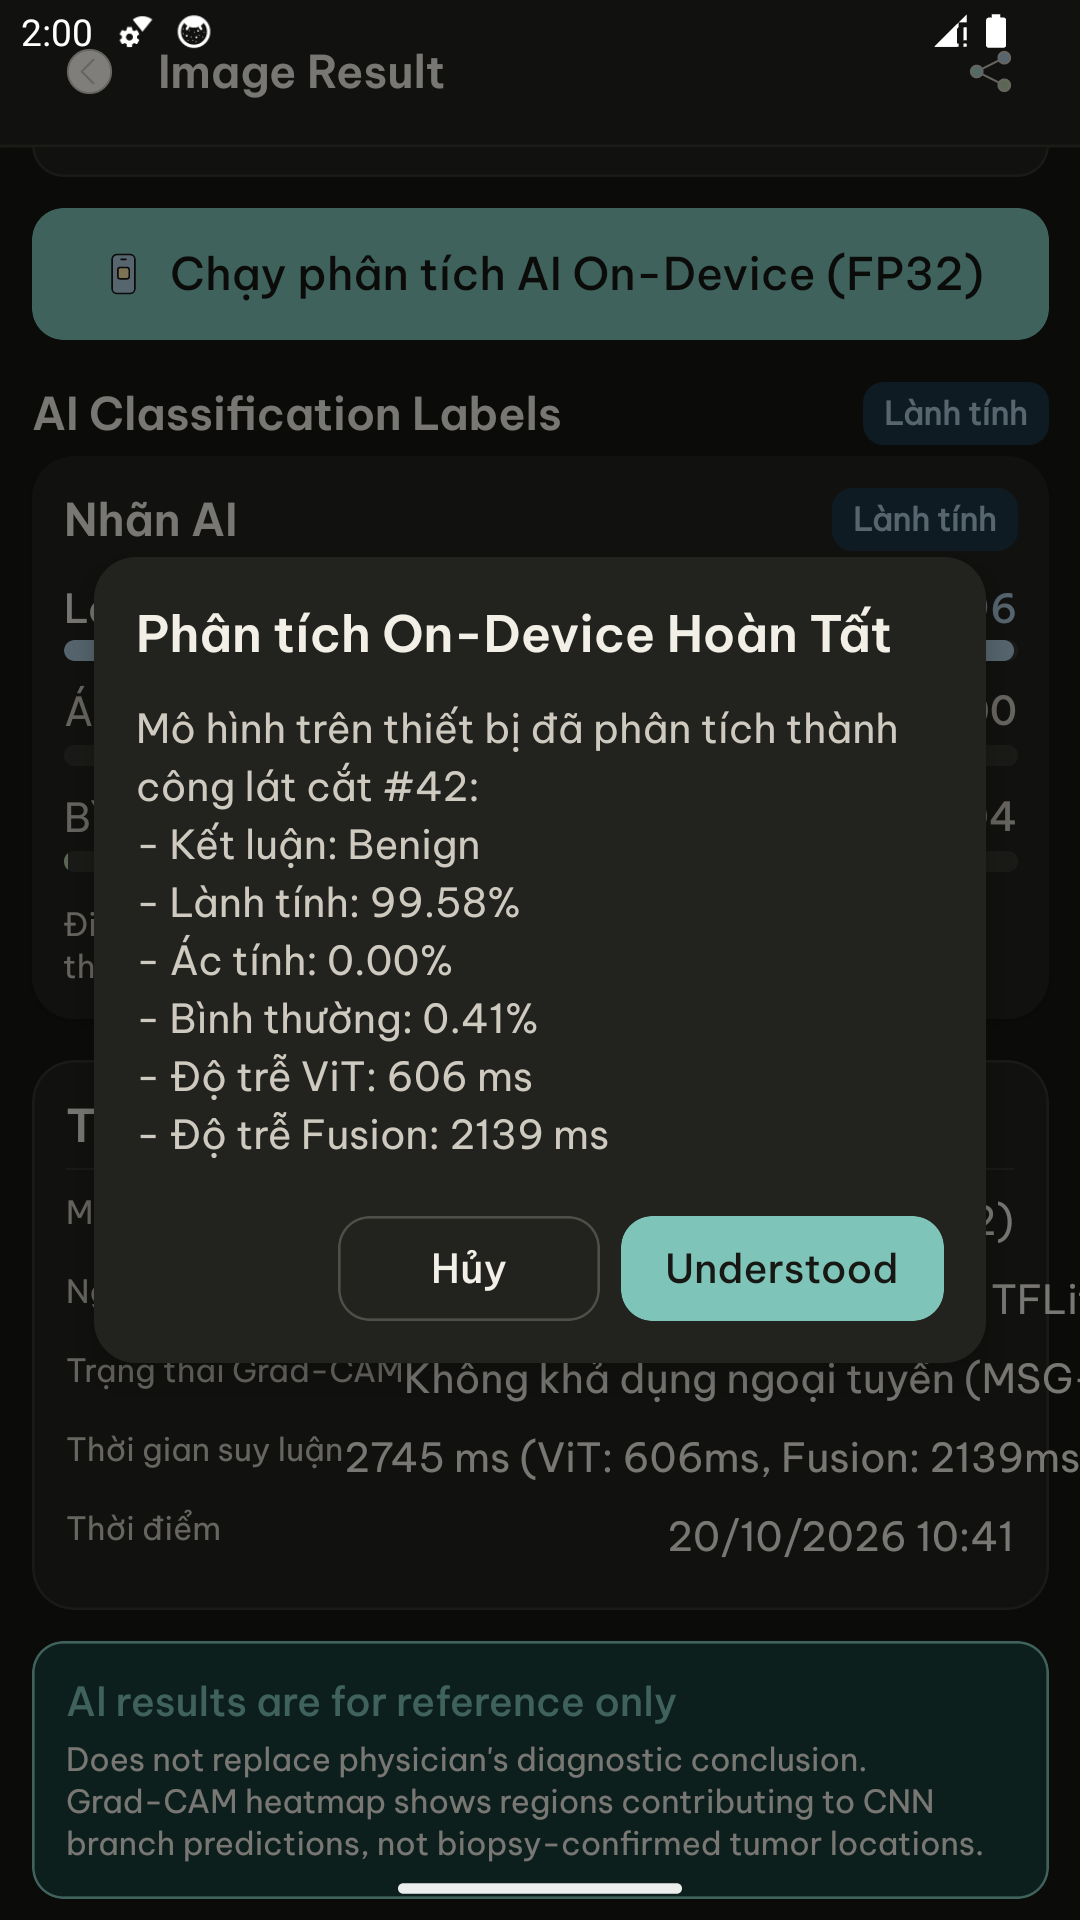 2:00
Image Result
Chạy phân tích AI On-Device (FP32)
AI Classification Labels
Lành tính
Nhãn AI
Lành tính
6
Á
0
4
Phân tích On-Device Hoàn Tất
Mô hình trên thiết bị đã phân tích thành
công lát cắt #42:
- Kết luận: Benign
- Lành tính: 99.58%
- Ác tính: 0.00%
- Bình thường: 0.41%
- Độ trễ ViT: 606 ms
- Độ trễ Fusion: 2139 ms
Hủy
Understood
2)
TFLi
Trạng thái Grad-CAM Không khả dụng ngoại tuyến (MSG-
Thời gian suy luận 2745 ms (ViT: 606ms, Fusion: 2139ms
Thời điểm 20/10/2026 10:41
AI results are for reference only
Does not replace physician's diagnostic conclusion.
Grad-CAM heatmap shows regions contributing to CNN
branch predictions, not biopsy-confirmed tumor locations.